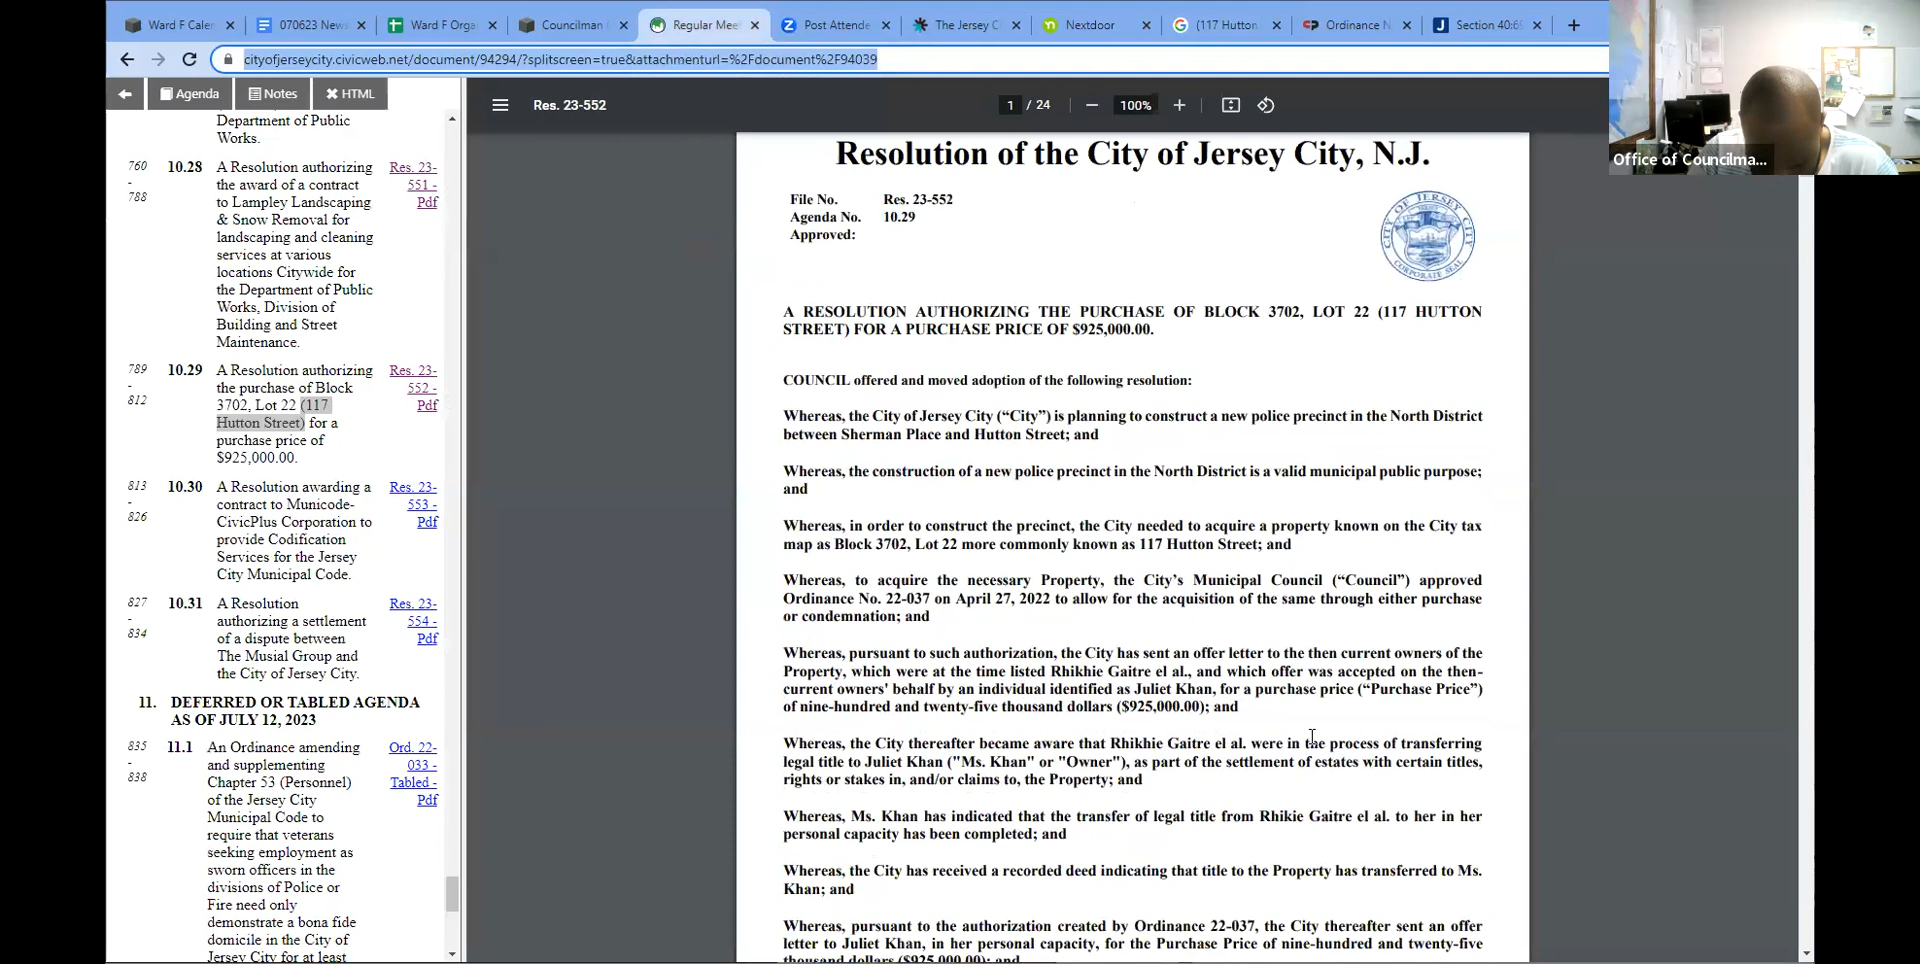 Ward F Caler
070623 News
Ward F Orga
Councilman (
Regular Mee
Post Attende
The Jersey C
Nextdoor
(117 Hutton
Ordinance N
Section 40:69
cityofjerseycity.civicweb.net/document/94294/?splitscreen=true&attachmenturl=%2Fdocument%2F94039
Agenda
Notes
HTML
Res. 23-552
1 / 24
100%
Office of Councilma...
Department of Public
Works.
760 10.28 A Resolution authorizing Res. 23-
- the award of a contract 551 -
788 to Lampley Landscaping Pdf
& Snow Removal for
landscaping and cleaning
services at various
locations Citywide for
the Department of Public
Works, Division of
Building and Street
Maintenance.
789 10.29 A Resolution authorizing Res. 23-
- the purchase of Block 552 -
812 3702, Lot 22 (117 Pdf
Hutton Street) for a
purchase price of
$925,000.00.
813 10.30 A Resolution awarding a Res. 23-
- contract to Municode- 553 -
826 CivicPlus Corporation to Pdf
provide Codification
Services for the Jersey
City Municipal Code.
827 10.31 A Resolution Res. 23-
- authorizing a settlement 554 -
834 of a dispute between Pdf
The Musial Group and
the City of Jersey City.
11. DEFERRED OR TABLED AGENDA
AS OF JULY 12, 2023
835 11.1 An Ordinance amending Ord. 22-
- and supplementing 033 -
838 Chapter 53 (Personnel) Tabled -
of the Jersey City Pdf
Municipal Code to
require that veterans
seeking employment as
sworn officers in the
divisions of Police or
Fire need only
demonstrate a bona fide
domicile in the City of
Jersey City for at least
Resolution of the City of Jersey City, N.J.
File No. Res. 23-552
Agenda No. 10.29
Approved:
CITY OF JERSEY CITY
CORPORATE SEAL
A RESOLUTION AUTHORIZING THE PURCHASE OF BLOCK 3702, LOT 22 (117 HUTTON
STREET) FOR A PURCHASE PRICE OF $925,000.00.
COUNCIL offered and moved adoption of the following resolution:
Whereas, the City of Jersey City (“City”) is planning to construct a new police precinct in the North District
between Sherman Place and Hutton Street; and
Whereas, the construction of a new police precinct in the North District is a valid municipal public purpose;
and
Whereas, in order to construct the precinct, the City needed to acquire a property known on the City tax
map as Block 3702, Lot 22 more commonly known as 117 Hutton Street; and
Whereas, to acquire the necessary Property, the City’s Municipal Council (“Council”) approved
Ordinance No. 22-037 on April 27, 2022 to allow for the acquisition of the same through either purchase
or condemnation; and
Whereas, pursuant to such authorization, the City has sent an offer letter to the then current owners of the
Property, which were at the time listed Rhikhie Gaitre el al., and which offer was accepted on the then-
current owners' behalf by an individual identified as Juliet Khan, for a purchase price (“Purchase Price”)
of nine-hundred and twenty-five thousand dollars ($925,000.00); and
Whereas, the City thereafter became aware that Rhikhie Gaitre el al. were in the process of transferring
legal title to Juliet Khan ("Ms. Khan" or "Owner"), as part of the settlement of estates with certain titles,
rights or stakes in, and/or claims to, the Property; and
Whereas, Ms. Khan has indicated that the transfer of legal title from Rhikie Gaitre el al. to her in her
personal capacity has been completed; and
Whereas, the City has received a recorded deed indicating that title to the Property has transferred to Ms.
Khan; and
Whereas, pursuant to the authorization created by Ordinance 22-037, the City thereafter sent an offer
letter to Juliet Khan, in her personal capacity, for the Purchase Price of nine-hundred and twenty-five
thousand dollars ($925,000.00); and